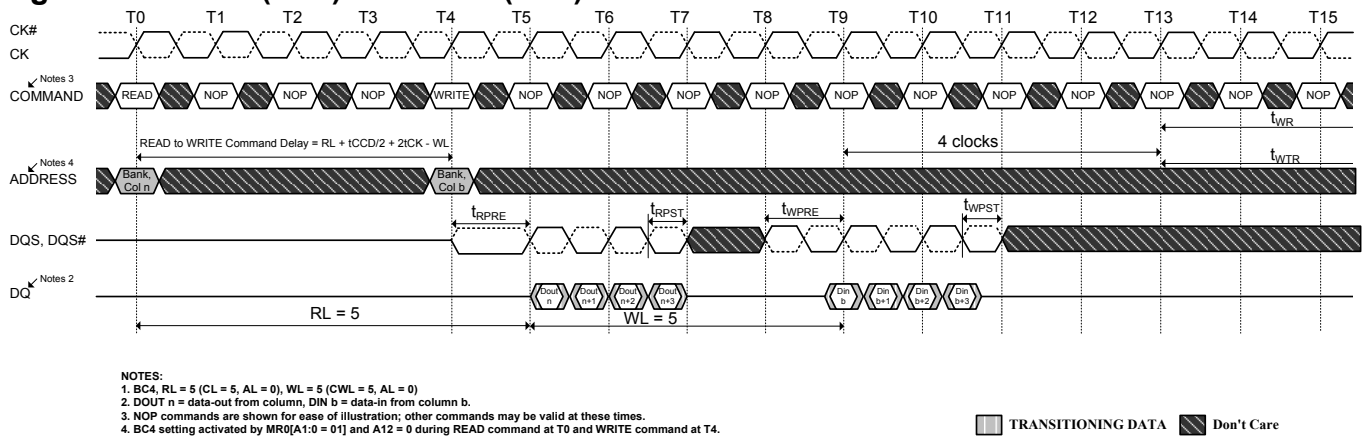 T0 T1 T2 T3 T4 T5 T6 T7 T8 T9 T10 T11 T12 T13 T14 T15
CK#
CK
Notes 3
COMMAND READ NOP NOP NOP WRITE NOP NOP NOP NOP NOP NOP NOP NOP NOP NOP NOP
tWR
READ to WRITE Command Delay = RL + tCCD/2 + 2tCK - WL
4 clocks
tWTR
Notes 4
ADDRESS Bank, Col n Bank, Col b
tRPRE tRPST tWPRE tWPST
DQS, DQS#
Notes 2
DQ Dout n Dout n+1 Dout n+2 Dout n+3 Din b Din b+1 Din b+2 Din b+3
RL = 5 WL = 5
NOTES:
1. BC4, RL = 5 (CL = 5, AL = 0), WL = 5 (CWL = 5, AL = 0)
2. DOUT n = data-out from column, DIN b = data-in from column b.
3. NOP commands are shown for ease of illustration; other commands may be valid at these times.
4. BC4 setting activated by MR0[A1:0 = 01] and A12 = 0 during READ command at T0 and WRITE command at T4.
TRANSITIONING DATA Don't Care